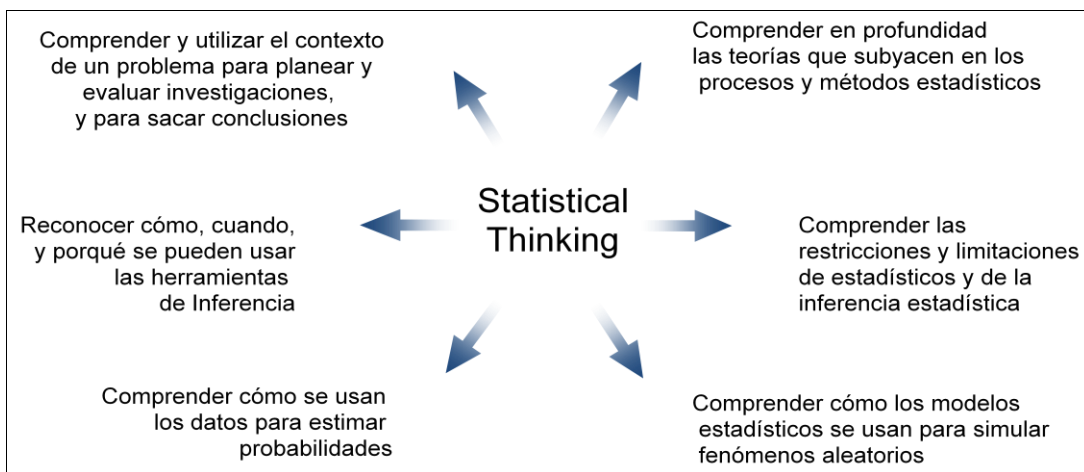 Comprender y utilizar el contexto
de un problema para planear y
evaluar investigaciones,
y para sacar conclusiones
Comprender en profundidad
las teorías que subyacen en los
procesos y métodos estadísticos
Statistical
Thinking
Reconocer cómo, cuando,
y porqué se pueden usar
las herramientas
de Inferencia
Comprender las
restricciones y limitaciones
de estadísticos y de la
inferencia estadística
Comprender cómo se usan
los datos para estimar
probabilidades
Comprender cómo los modelos
estadísticos se usan para simular
fenómenos aleatorios